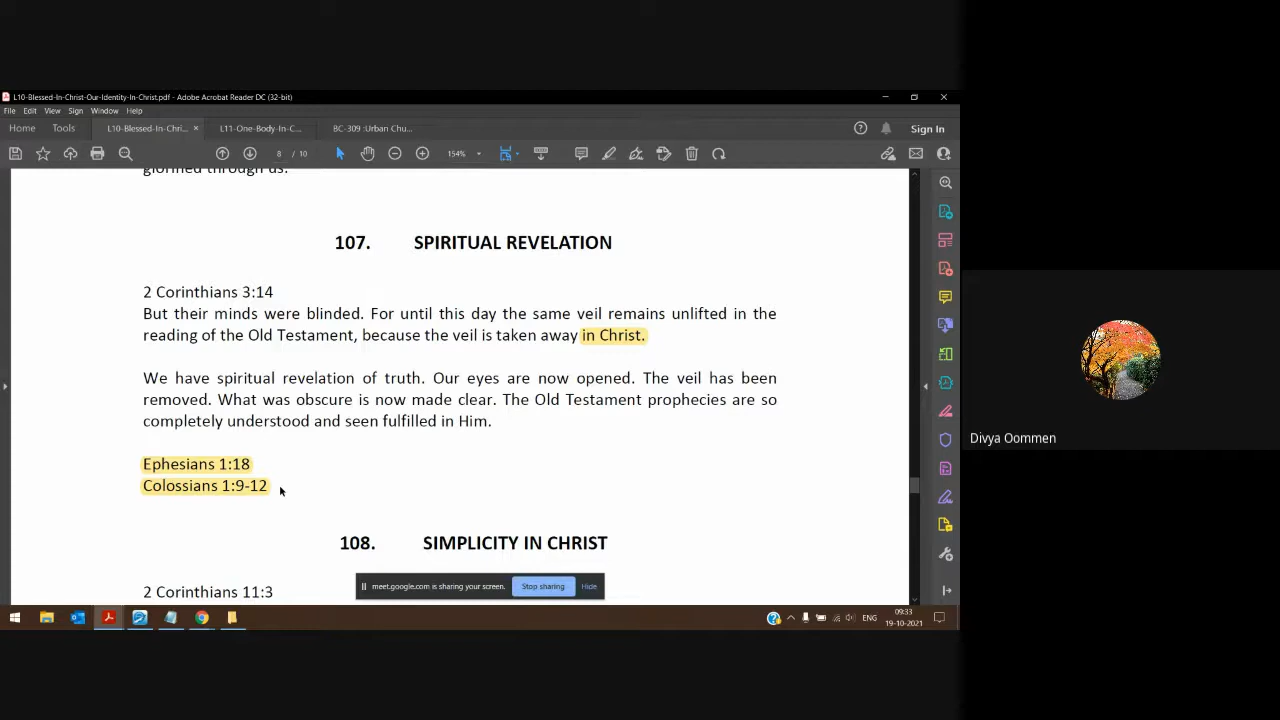 L10-Blessed-In-Christ-Our-Identity-In-Christ.pdf - Adobe Acrobat Reader DC (32-bit)
File Edit View Sign Window Help
Home Tools L10-Blessed-In-Chri... × L11-One-Body-In-C... BC-309 :Urban Chu... Sign In
8 / 10 154%
glorified through us.
107. SPIRITUAL REVELATION
2 Corinthians 3:14
But their minds were blinded. For until this day the same veil remains unlifted in the
reading of the Old Testament, because the veil is taken away in Christ.
We have spiritual revelation of truth. Our eyes are now opened. The veil has been
removed. What was obscure is now made clear. The Old Testament prophecies are so
completely understood and seen fulfilled in Him.
Divya Oommen
Ephesians 1:18
Colossians 1:9-12
108. SIMPLICITY IN CHRIST
meet.google.com is sharing your screen. Stop sharing Hide
2 Corinthians 11:3
ENG 09:33
19-10-2021